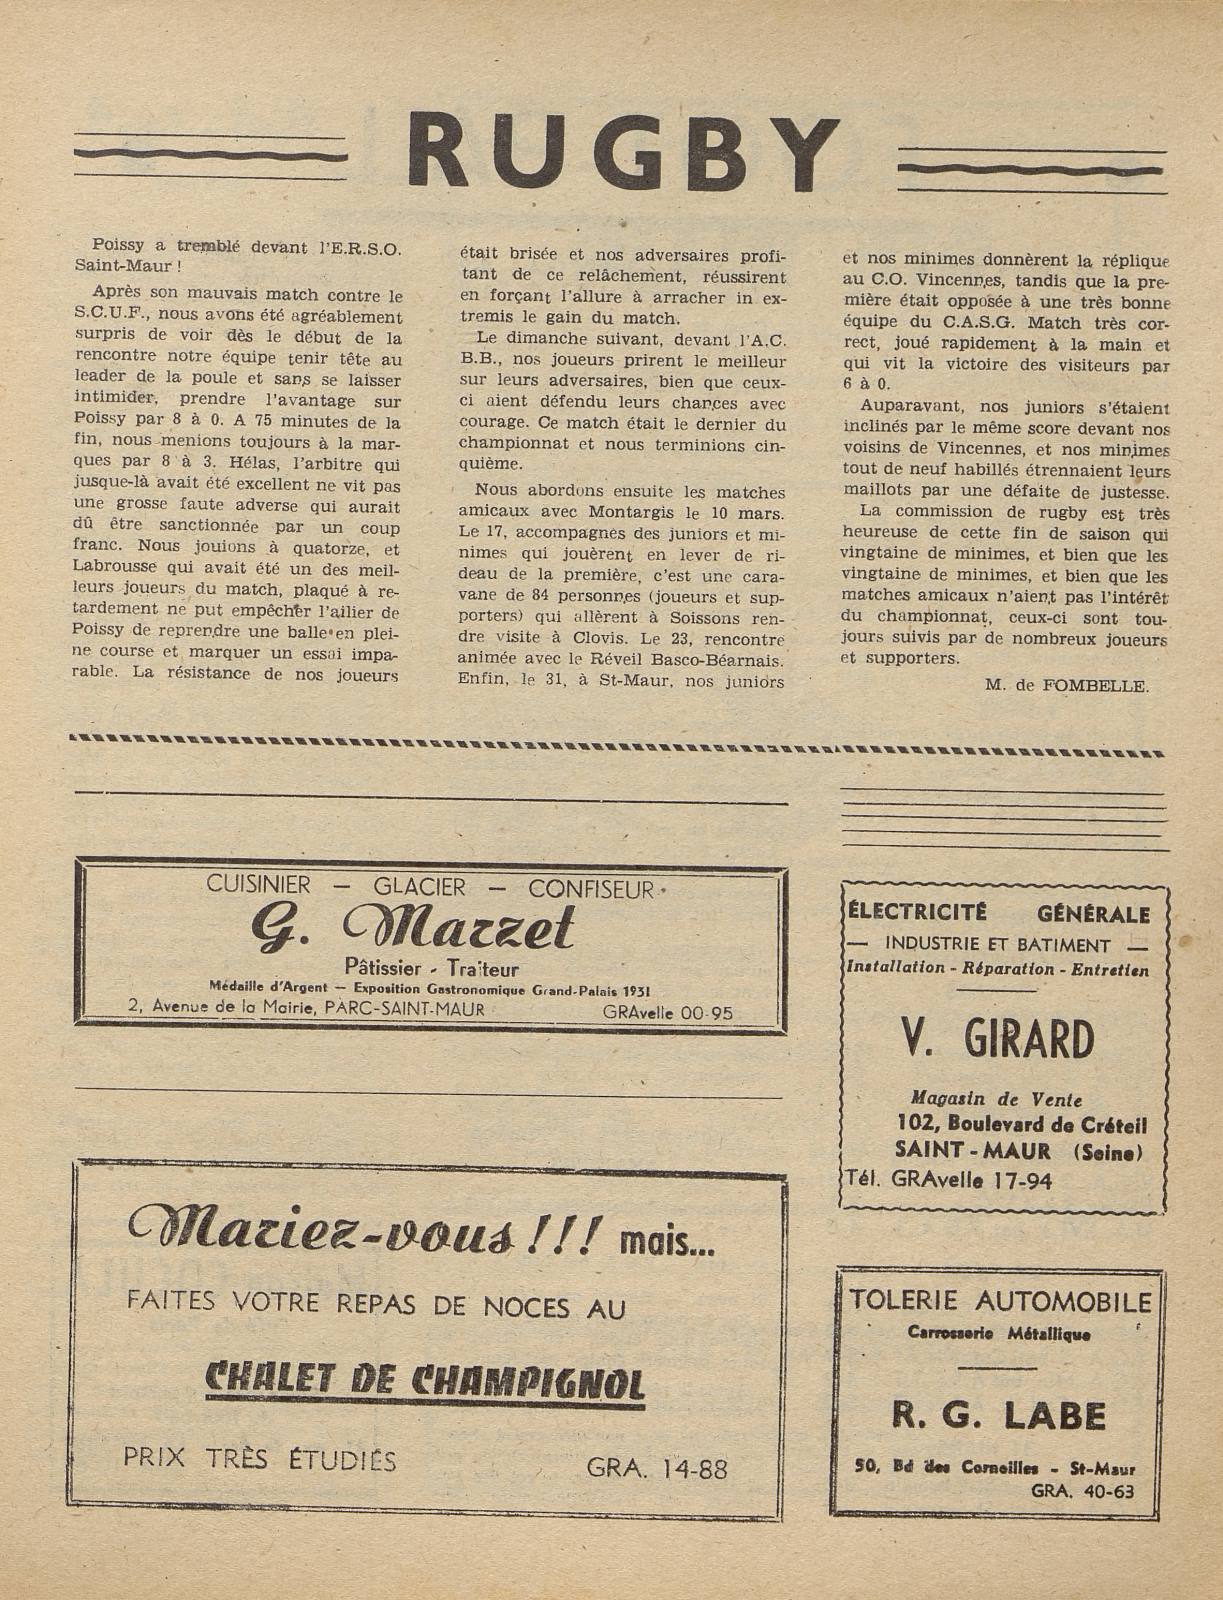 RUGBY
Poissy a tremblé devant l'E.R.S.O.
Saint-Maur !
Après son mauvais match contre le
S.C.U.F., nous avons été agréablement
surpris de voir dès le début de la
rencontre notre équipe tenir tête au
leader de la poule et sans se laisser
intimider, prendre l'avantage sur
Poissy par 8 à 0. A 75 minutes de la
fin, nous menions toujours à la mar-
ques par 8 à 3. Hélas, l'arbitre qui
jusque-là avait été excellent ne vit pas
une grosse faute adverse qui aurait
dû être sanctionnée par un coup
franc. Nous jouions à quatorze, et
Labrousse qui avait été un des meil-
leurs joueurs du match, plaqué à re-
tardement ne put empêcher l'ailier de
Poissy de reprendre une balle en plei-
ne course et marquer un essai impa-
rable. La résistance de nos joueurs
était brisée et nos adversaires profi-
tant de ce relâchement, réussirent
en forçant l'allure à arracher in ex-
tremis le gain du match.
Le dimanche suivant, devant l'A.C.
B.B., nos joueurs prirent le meilleur
sur leurs adversaires, bien que ceux-
ci aient défendu leurs chances avec
courage. Ce match était le dernier du
championnat et nous terminions cin-
quième.
Nous abordons ensuite les matches
amicaux avec Montargis le 10 mars.
Le 17, accompagnés des juniors et mi-
nimes qui jouèrent en lever de ri-
deau de la première, c'est une cara-
vane de 84 personnes (joueurs et sup-
porters) qui allèrent à Soissons ren-
dre visite à Clovis. Le 23, rencontre
animée avec le Réveil Basco-Béarnais.
Enfin, le 31, à St-Maur, nos juniors
et nos minimes donnèrent la réplique
au C.O. Vincennes, tandis que la pre-
mière était opposée à une très bonne
équipe du C.A.S.G. Match très cor-
rect, joué rapidement à la main et
qui vit la victoire des visiteurs par
6 à 0.
Auparavant, nos juniors s'étaient
inclinés par le même score devant nos
voisins de Vincennes, et nos minimes
tout de neuf habillés étrennaient leurs
maillots par une défaite de justesse.
La commission de rugby est très
heureuse de cette fin de saison qui
vingtaine de minimes, et bien que les
vingtaine de minimes, et bien que les
matches amicaux n'aient pas l'intérêt
du championnat, ceux-ci sont tou-
jours suivis par de nombreux joueurs
et supporters.
M. de FOMBELLE.
CUISINIER — GLACIER — CONFISEUR
G. Marzet
Pâtissier - Traiteur
Médaille d'Argent — Exposition Gastronomique Grand-Palais 1931
2, Avenue de la Mairie, PARC-SAINT-MAUR GRAvelle 00-95
Mariez-vous !!! mais...
FAITES VOTRE REPAS DE NOCES AU
CHALET DE CHAMPIGNOL
PRIX TRÈS ÉTUDIÉS GRA. 14-88
ÉLECTRICITÉ GÉNÉRALE
— INDUSTRIE ET BATIMENT —
Installation - Réparation - Entretien
V. GIRARD
Magasin de Vente
102, Boulevard de Créteil
SAINT-MAUR (Seine)
Tél. GRAvelle 17-94
TOLERIE AUTOMOBILE
Carrosserie Métallique
R. G. LABE
50, Bd des Corneilles - St-Maur
GRA. 40-63